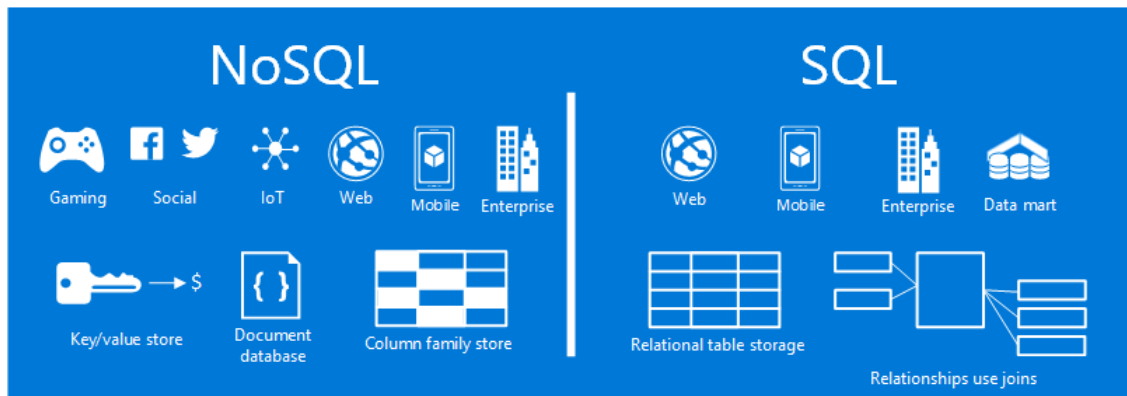 NoSQL
Gaming
Social
IoT
Web
Mobile
Enterprise
$
{ }
Key/value store
Document
database
Column family store
SQL
Web
Mobile
Enterprise
Data mart
Relational table storage
Relationships use joins